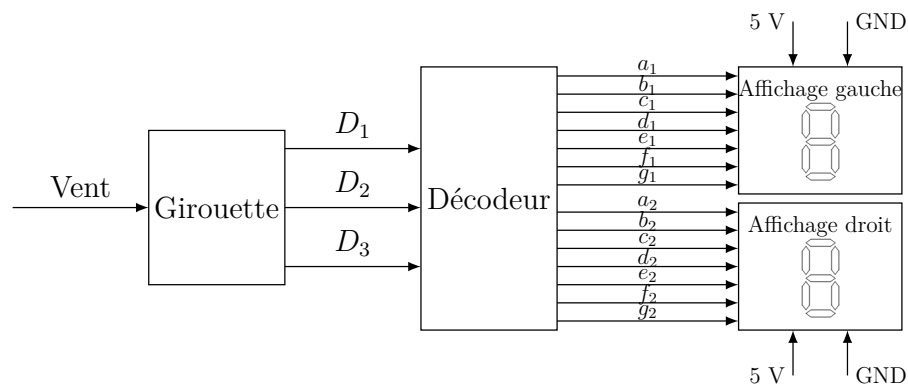 5 V GND
Vent
Girouette
D₁
D₂
D₃
Décodeur
a₁
b₁
c₁
d₁
e₁
f₁
g₁
a₂
b₂
c₂
d₂
e₂
f₂
g₂
Affichage gauche
Affichage droit
5 V GND